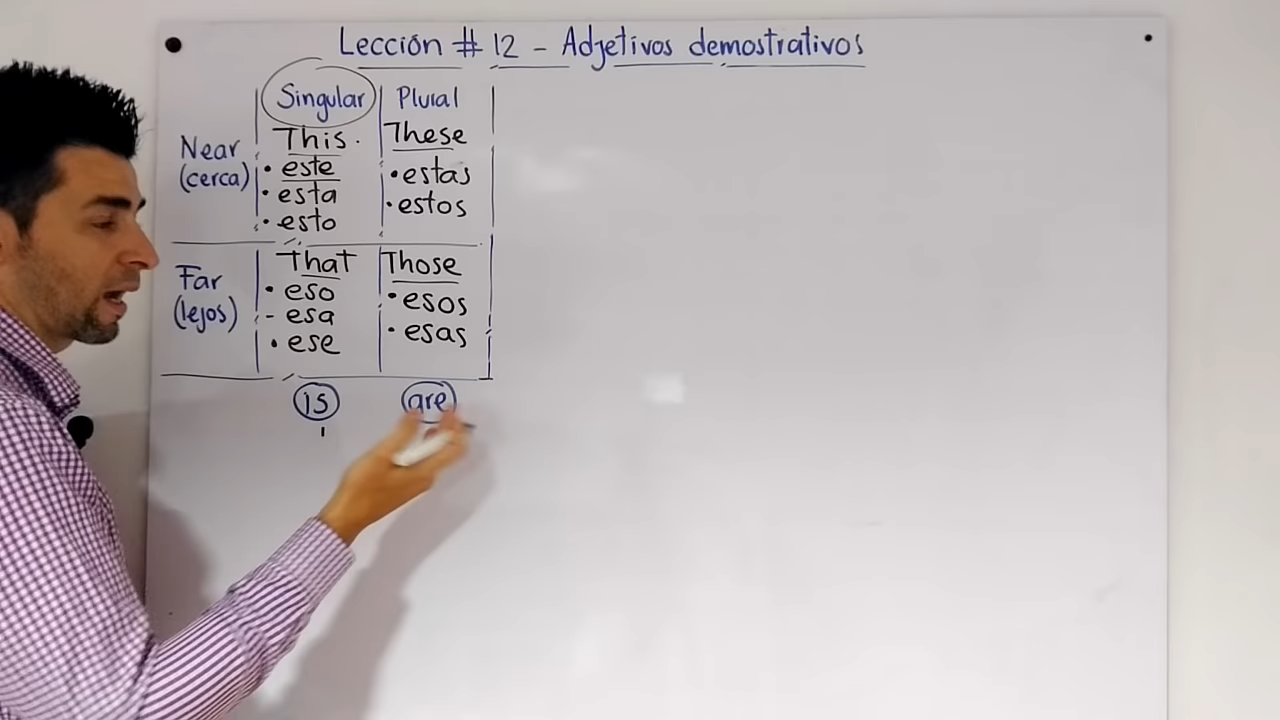 Lección # 12 - Adjetivos demostrativos
Singular Plural
Near (cerca)
This.
• este
• esta
• esto
These
• estas
• estos
Far (lejos)
That
• eso
- esa
• ese
Those
• esos
• esas
is are